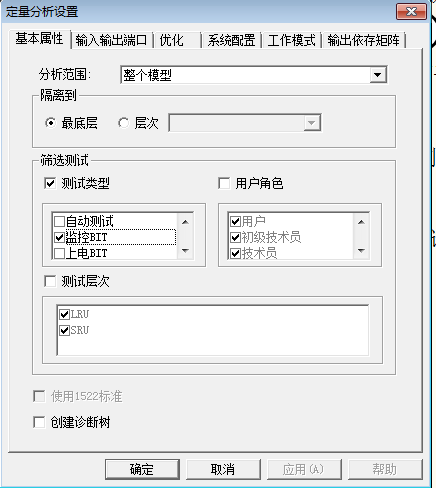 定量分析设置
基本属性 输入输出端口 优化 系统配置 工作模式 输出依存矩阵
分析范围: 整个模型
隔离到
最底层 层次
筛选测试
测试类型 用户角色
自动测试 用户
监控BIT 初级技术员
上电BIT 技术员
测试层次
LRU
SRU
使用1522标准
创建诊断树
确定 取消 应用(A) 帮助